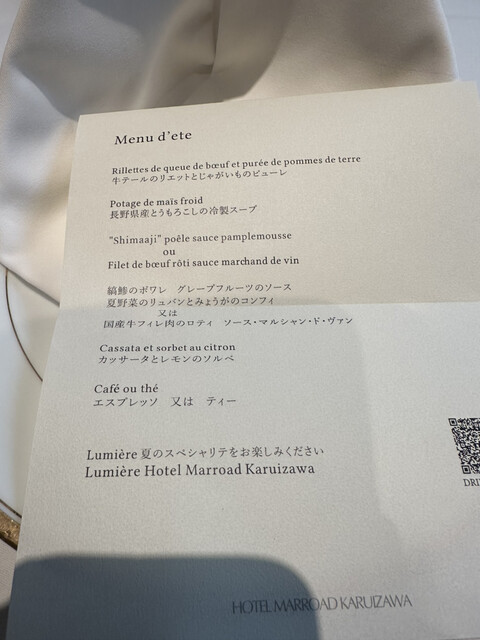 Menu d'ete
Rillettes de queue de bœuf et purée de pommes de terre
牛テールのリエットとじゃがいものピューレ
Potage de maïs froid
長野県産とうもろこしの冷製スープ
"Shimaaji" poêle sauce pamplemousse
ou
Filet de bœuf rôti sauce marchand de vin
縞鯵のポワレ　グレープフルーツのソース
夏野菜のリュバンとみょうがのコンフィ
又は
国産牛フィレ肉のロティ　ソース・マルシャン・ド・ヴァン
Cassata et sorbet au citron
カッサータとレモンのソルベ
Café ou thé
エスプレッソ　又は　ティー
Lumière 夏のスペシャリテをお楽しみください
Lumière Hotel Marroad Karuizawa
HOTEL MARROAD KARUIZAWA